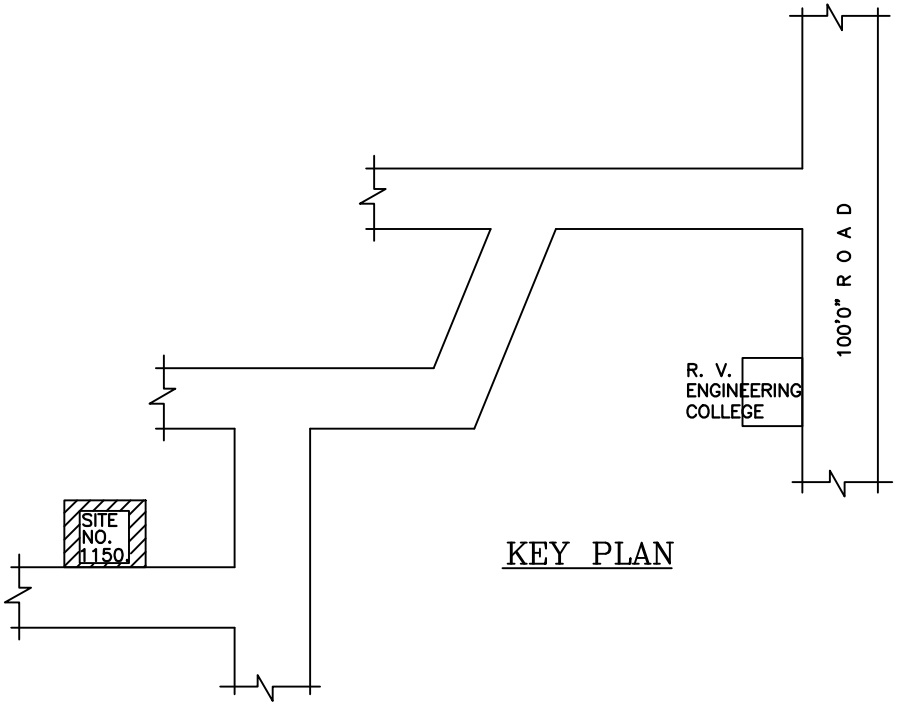 100'0" R O A D
R. V.
ENGINEERING
COLLEGE
SITE
NO.
1150.
KEY PLAN